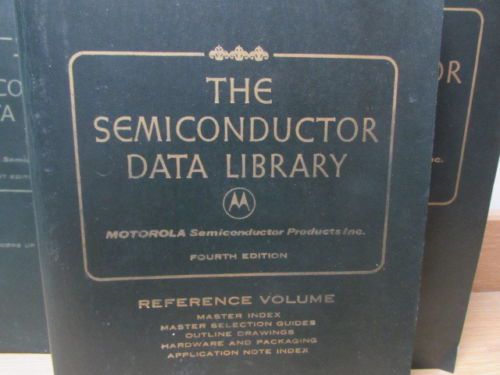 THE
SEMICONDUCTOR
DATA LIBRARY
MOTOROLA Semiconductor Products Inc.
FOURTH EDITION
REFERENCE VOLUME
MASTER INDEX
MASTER SELECTION GUIDES
OUTLINE DRAWINGS
HARDWARE AND PACKAGING
APPLICATION NOTE INDEX